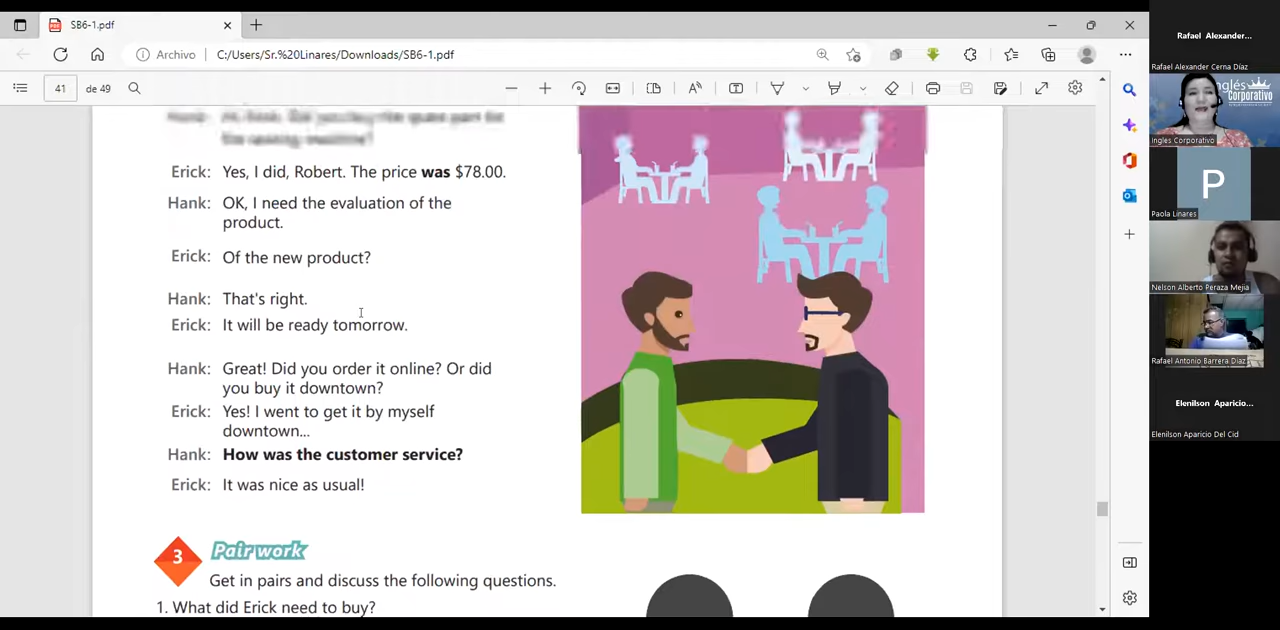 SB6-1.pdf
Archivo
C:/Users/Sr.%20Linares/Downloads/SB6-1.pdf
41 de 49
Erick: Yes, I did, Robert. The price was $78.00.
Hank: OK, I need the evaluation of the
product.
Erick: Of the new product?
Hank: That's right.
Erick: It will be ready tomorrow.
Hank: Great! Did you order it online? Or did
you buy it downtown?
Erick: Yes! I went to get it by myself
downtown...
Hank: How was the customer service?
Erick: It was nice as usual!
3 Pair work
Get in pairs and discuss the following questions.
1. What did Erick need to buy?
Rafael Alexander...
Rafael Alexander Cerna Díaz
Inglés
Corporativo
Ingles Corporativo
P
Paola Linares
Nelson Alberto Peraza Mejia
Rafael Antonio Barrera Diaz
Elenilson Aparicio...
Elenilson Aparicio Del Cid